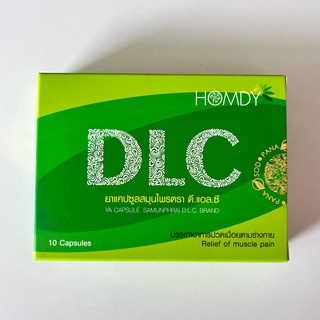 HOMDY
DLC
ยาแคปซูลสมุนไพรตรา ดี.แอล.ซี
YA CAPSULE SAMUNPHRAI D.L.C. BRAND
10 Capsules
บรรเทาอาการปวดเมื่อยตามร่างกาย
Relief of muscle pain
SOD PANA
PANA